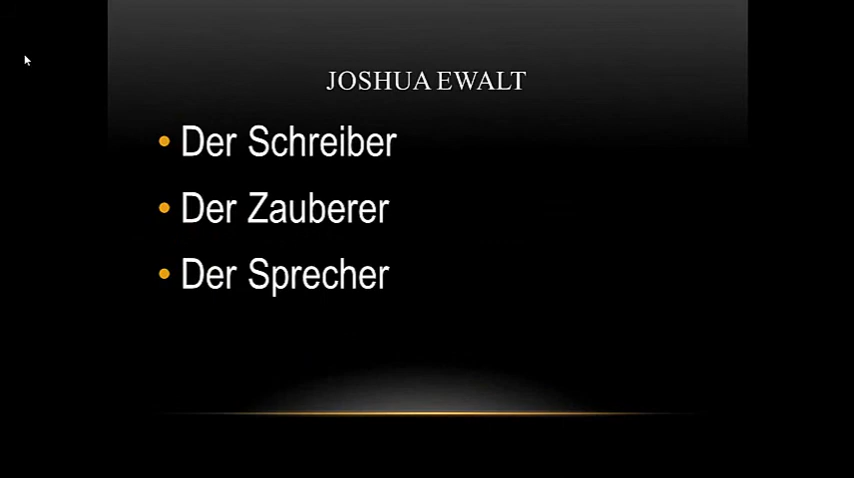 JOSHUA EWALT
Der Schreiber
Der Zauberer
Der Sprecher